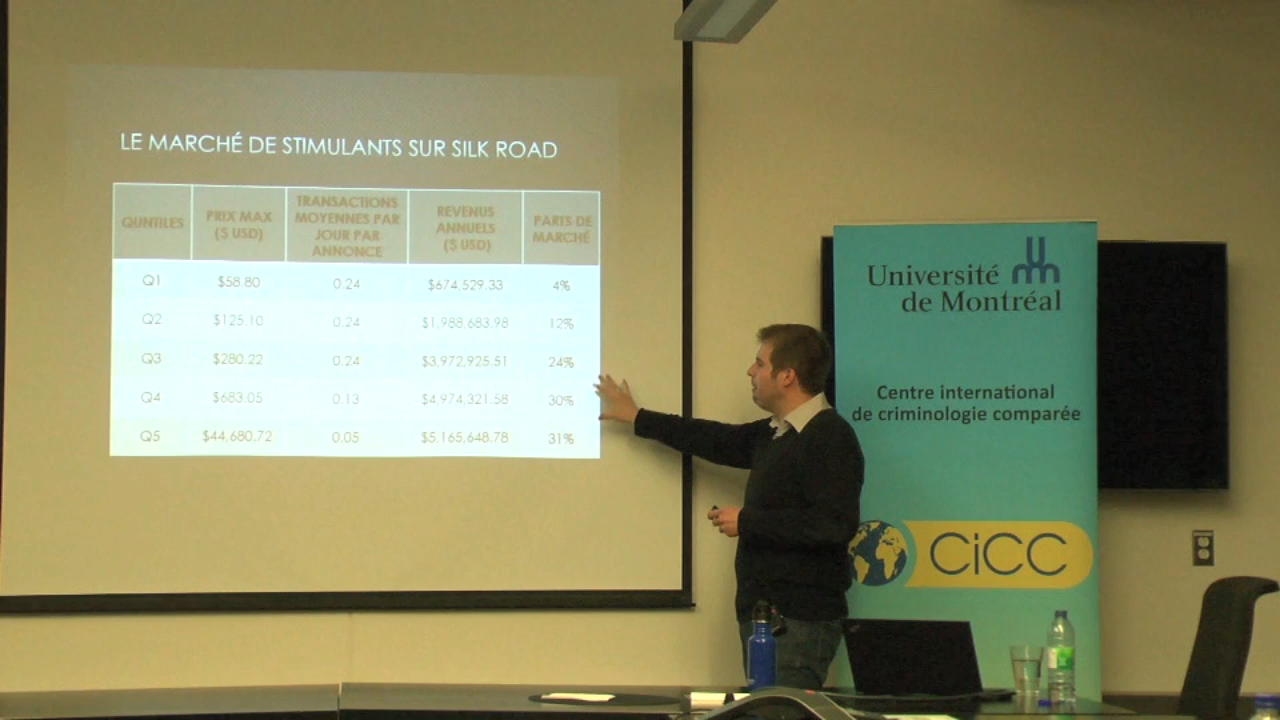 LE MARCHÉ DE STIMULANTS SUR SILK ROAD
QUNTILES
PRIX MAX
($ USD)
TRANSACTIONS
MOYENNES PAR
JOUR PAR
ANNONCE
REVENUS
ANNUELS
($ USD)
PARTS DE
MARCHÉ
Q1 $58.80 0.24 $674,529.33 4%
Q2 $125.10 0.24 $1,988,683.98 12%
Q3 $280.22 0.24 $3,972,925.51 24%
Q4 $683.05 0.13 $4,974,321.58 30%
Q5 $44,680.72 0.05 $5,165,648.78 31%
Université
de Montréal
Centre international
de criminologie comparée
CiCC